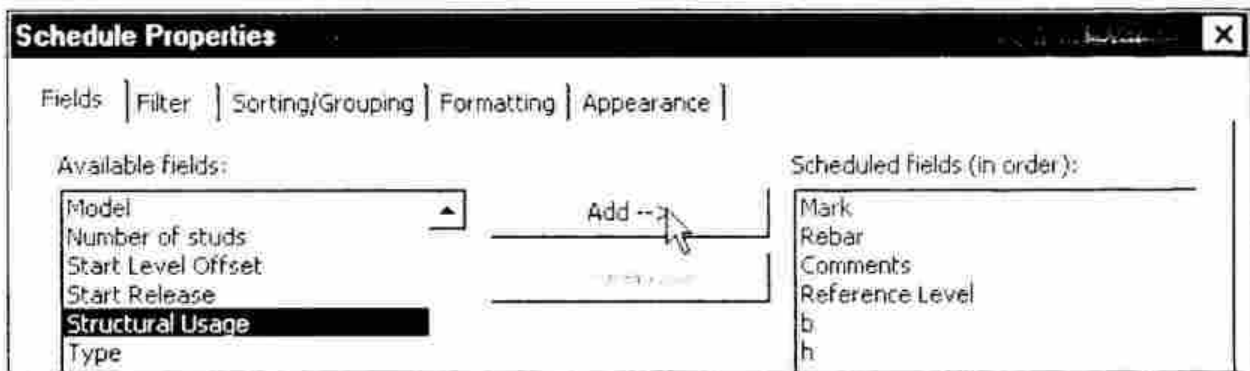 Schedule Properties
Fields Filter Sorting/Grouping Formatting Appearance
Available fields:
Scheduled fields (in order):
Model
Number of studs
Start Level Offset
Start Release
Structural Usage
Type
Add -->
Mark
Rebar
Comments
Reference Level
b
h